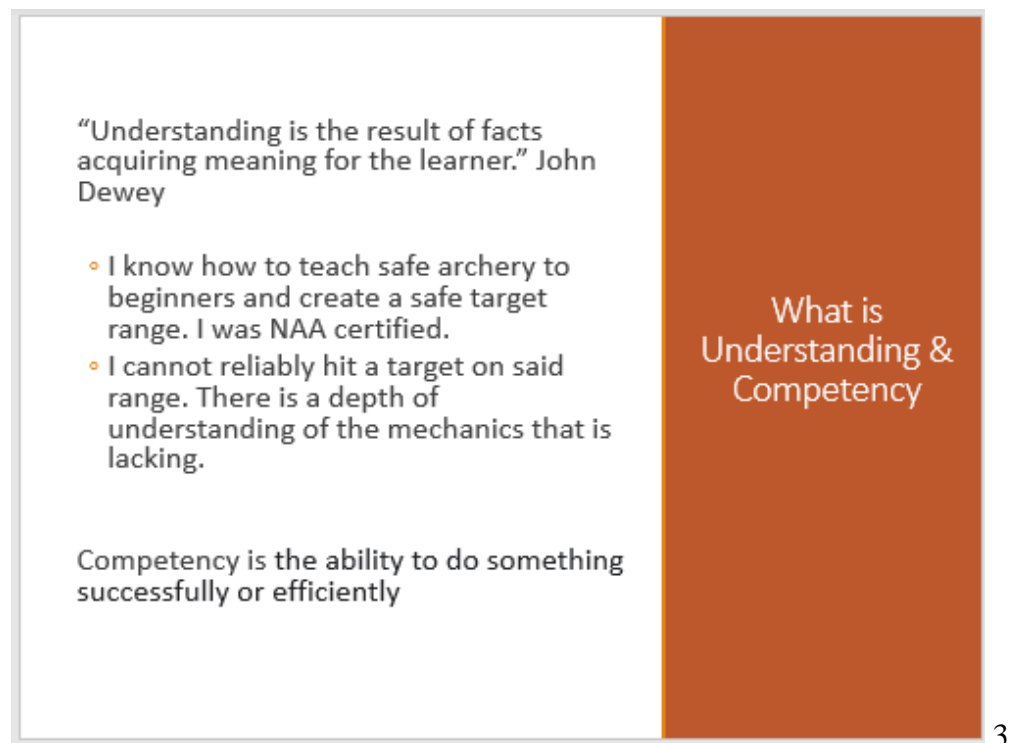 “Understanding is the result of facts
acquiring meaning for the learner.” John
Dewey
I know how to teach safe archery to
beginners and create a safe target
range. I was NAA certified.
I cannot reliably hit a target on said
range. There is a depth of
understanding of the mechanics that is
lacking.
Competency is the ability to do something
successfully or efficiently
What is
Understanding &
Competency
3